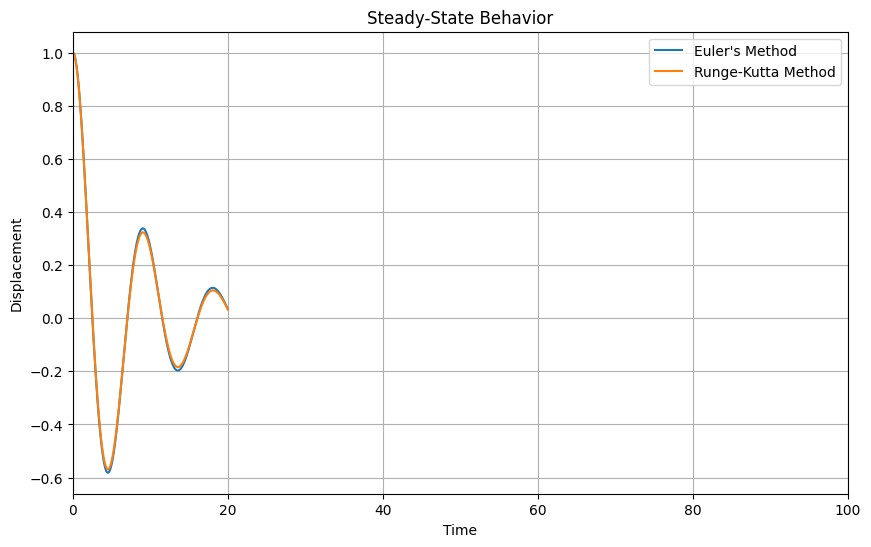 Steady-State Behavior
Euler's Method
Runge-Kutta Method
1.0
0.8
0.6
0.4
0.2
0.0
−0.2
−0.4
−0.6
Displacement
0 20 40 60 80 100
Time